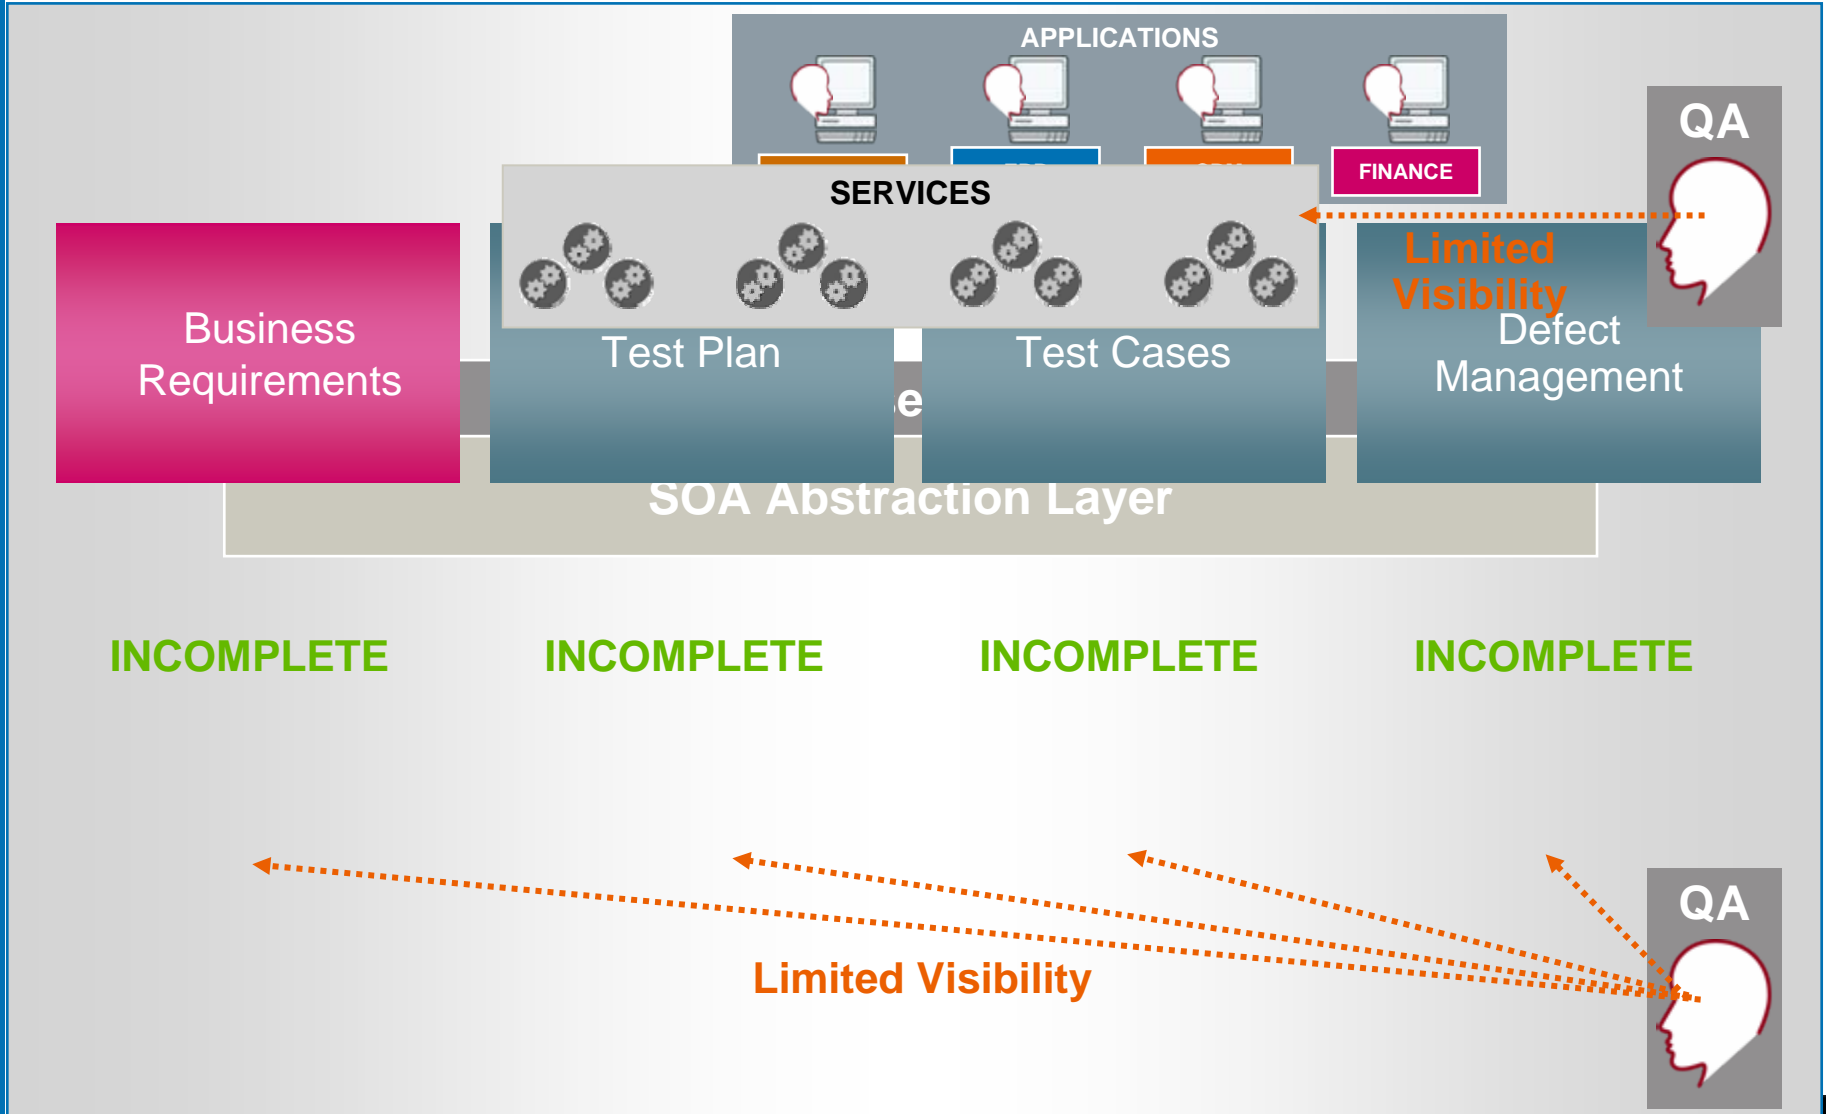 APPLICATIONS
FINANCE
QA
SERVICES
Limited
Visibility
Business
Requirements
Test Plan
Test Cases
Defect
Management
se
SOA Abstraction Layer
INCOMPLETE INCOMPLETE INCOMPLETE INCOMPLETE
QA
Limited Visibility